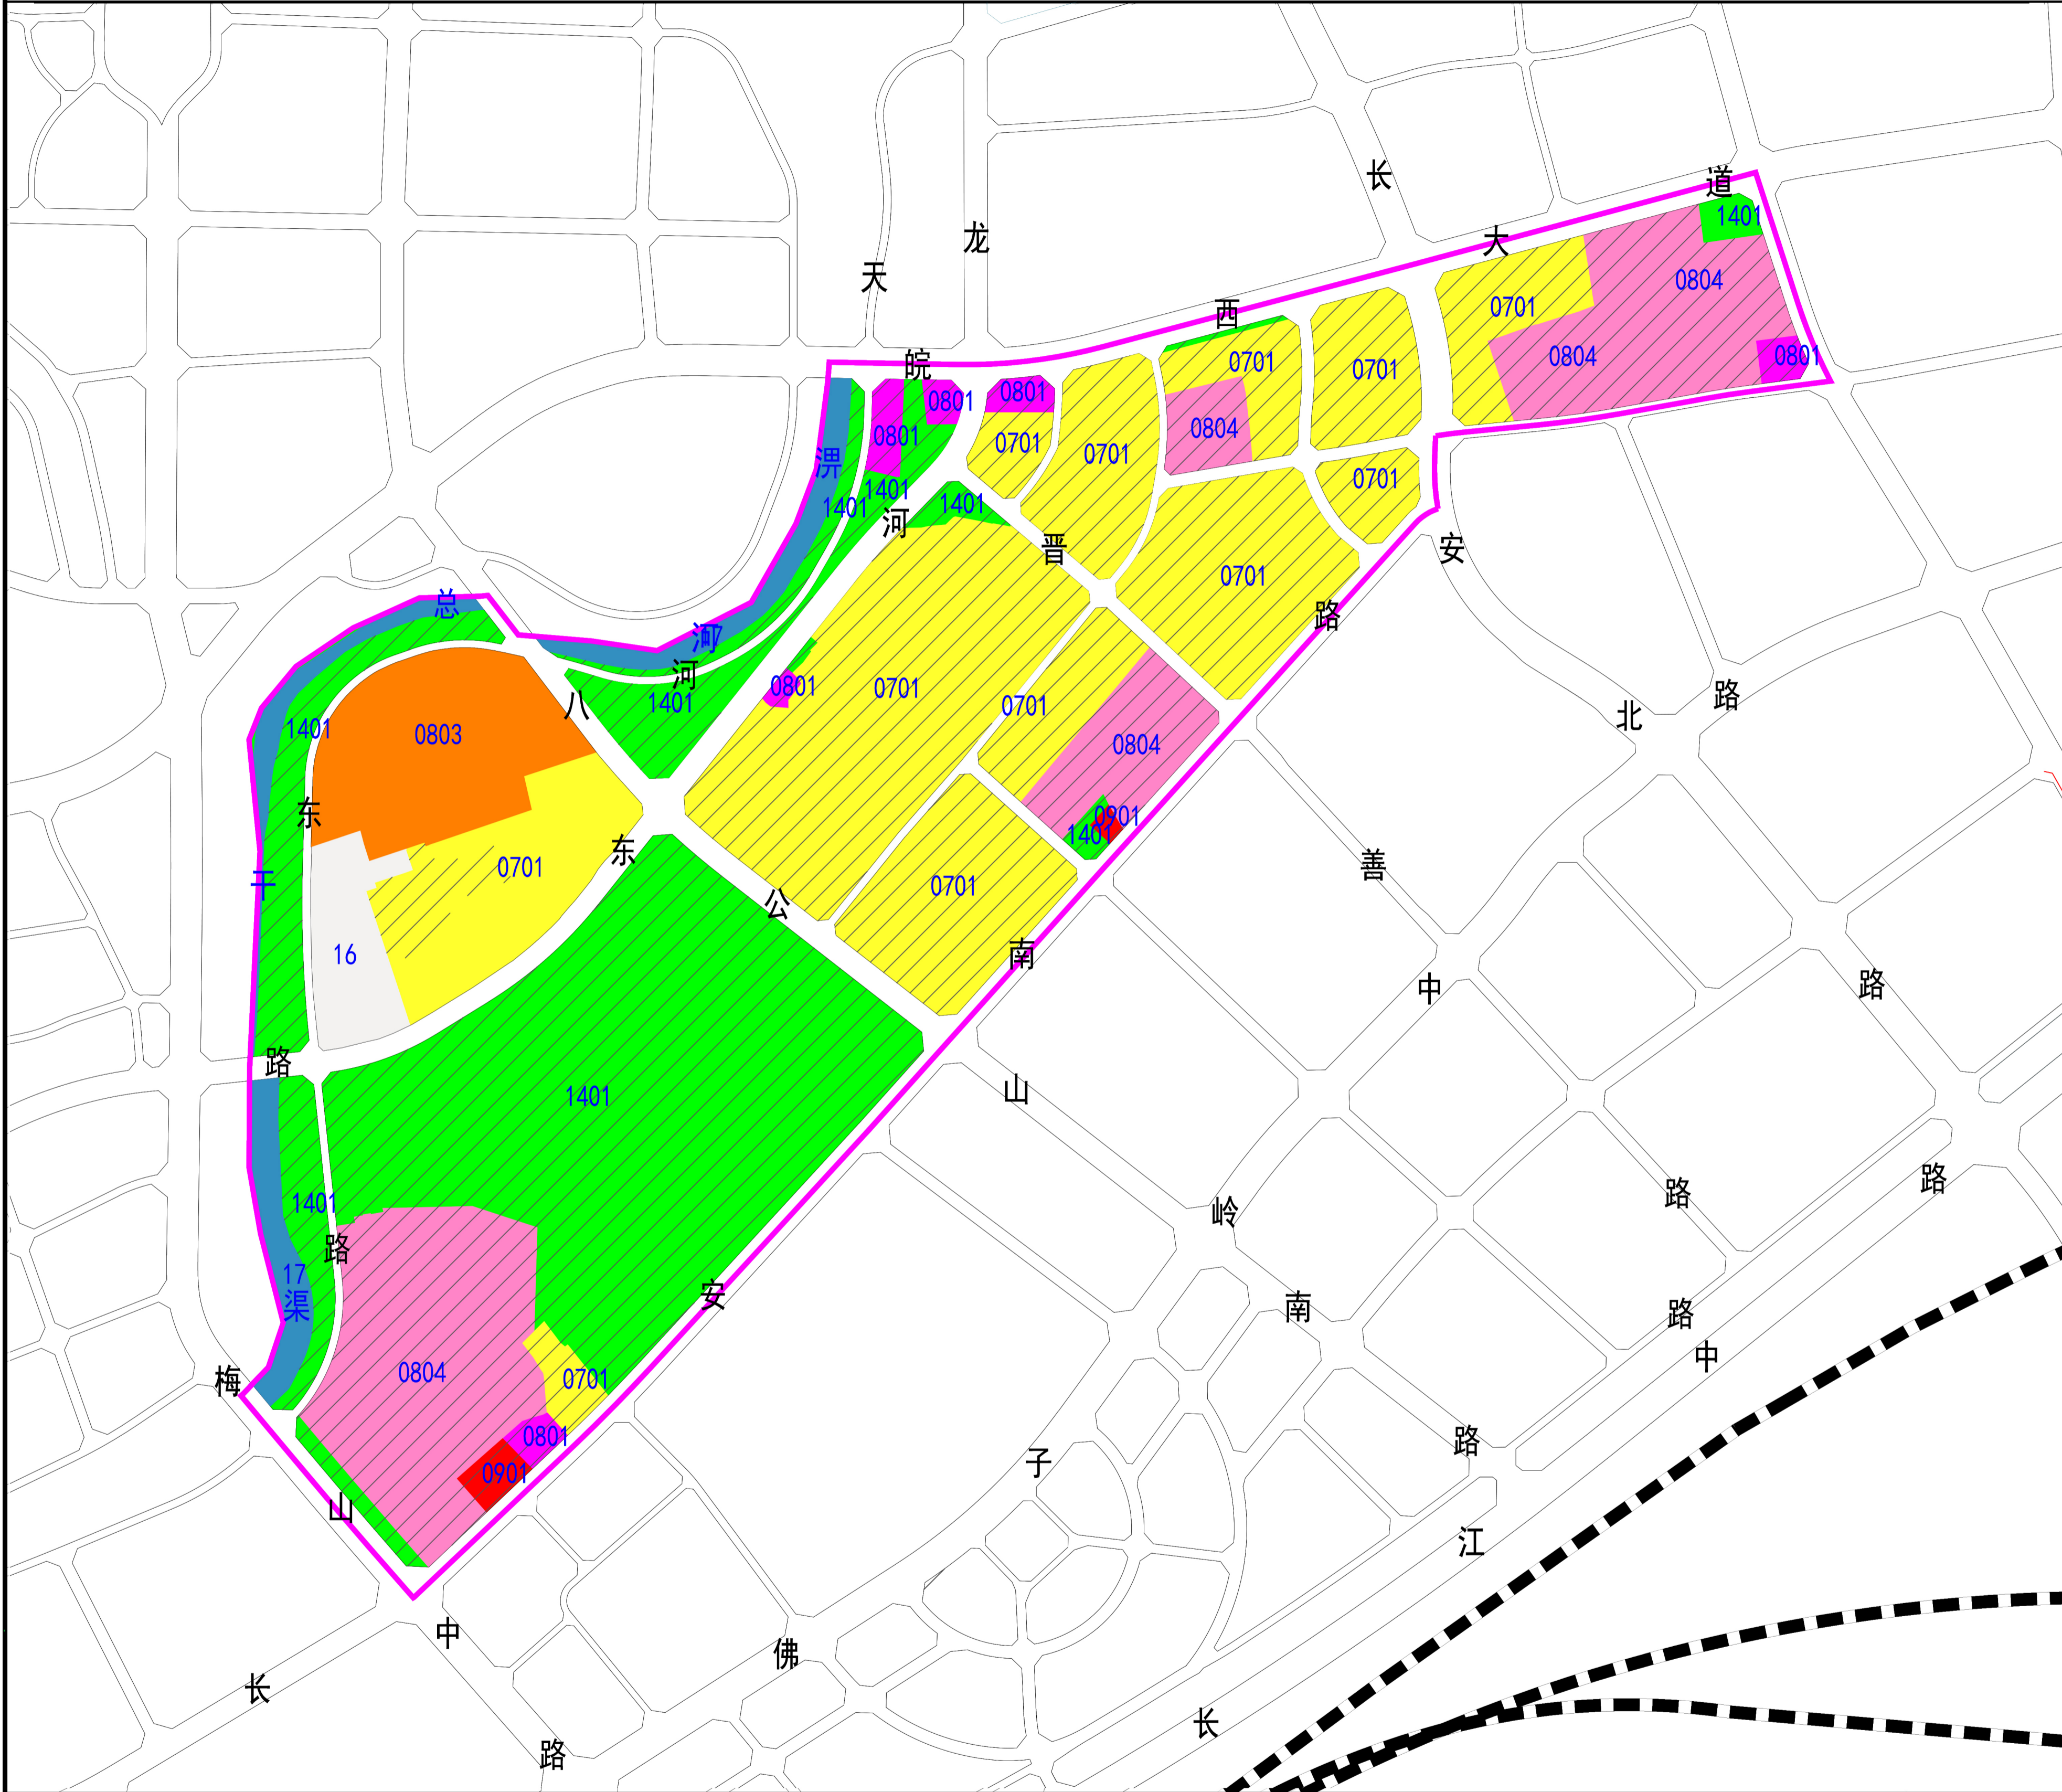 长
道
1401
龙
大
天
0804
0701
西
0804
0801
皖
0701
0701
0801
0801
0804
0801
0701
0701
渒
0701
1401
1401
1401
河
晋
安
0701
总
路
河
河
0801
0701
0701
路
八
1401
北
1401
0803
0804
东
0901
1401
东
0701
善
干
0701
公
16
南
中
路
路
山
1401
路
路
1401
岭
路
17
渠
安
南
路
0804
0701
中
梅
0801
路
0901
子
山
江
中
佛
长
长
路